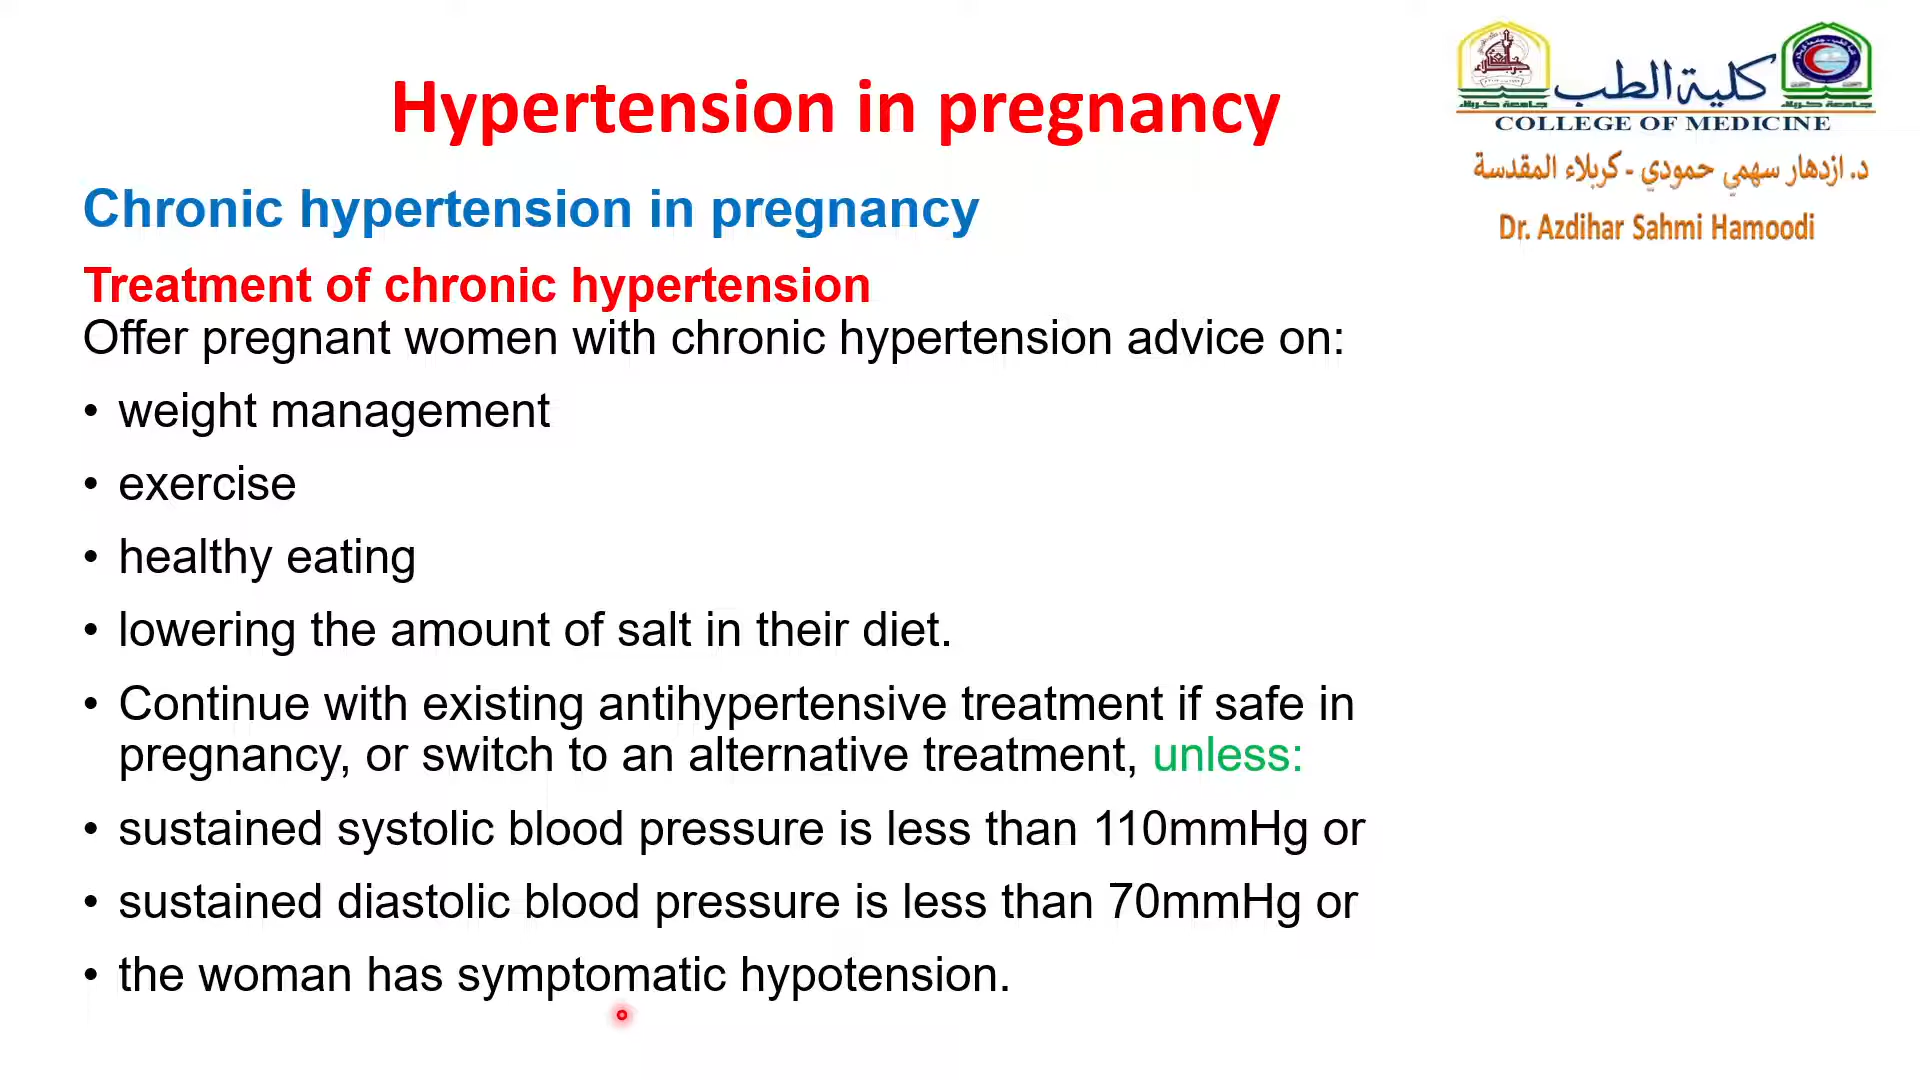 Hypertension in pregnancy
كلية الطب
جامعة كربلاء
جامعة كربلاء
COLLEGE OF MEDICINE
د. ازدهار سهمي حمودي - كربلاء المقدسة
Dr. Azdihar Sahmi Hamoodi
Chronic hypertension in pregnancy
Treatment of chronic hypertension
Offer pregnant women with chronic hypertension advice on:
• weight management
• exercise
• healthy eating
• lowering the amount of salt in their diet.
• Continue with existing antihypertensive treatment if safe in
pregnancy, or switch to an alternative treatment, unless:
• sustained systolic blood pressure is less than 110mmHg or
• sustained diastolic blood pressure is less than 70mmHg or
• the woman has symptomatic hypotension.